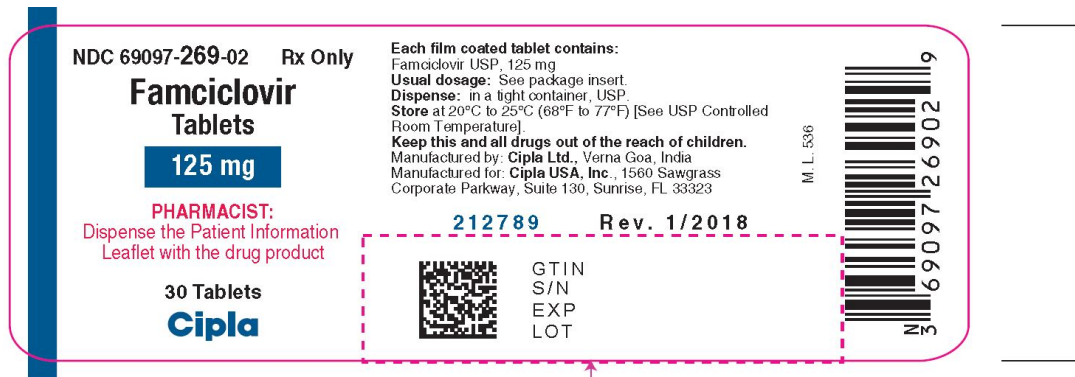 NDC 69097-269-02 Rx Only
Famciclovir
Tablets
125 mg
PHARMACIST:
Dispense the Patient Information
Leaflet with the drug product
30 Tablets
Cipla
Each film coated tablet contains:
Famciclovir USP, 125 mg
Usual dosage: See package insert.
Dispense: in a tight container, USP.
Store at 20°C to 25°C (68°F to 77°F) [See USP Controlled
Room Temperature].
Keep this and all drugs out of the reach of children.
Manufactured by: Cipla Ltd., Verna Goa, India
Manufactured for: Cipla USA, Inc., 1560 Sawgrass
Corporate Parkway, Suite 130, Sunrise, FL 33323
212789 Rev. 1/2018
GTIN
S/N
EXP
LOT
M. L. 536
N
3 69097 26902 9